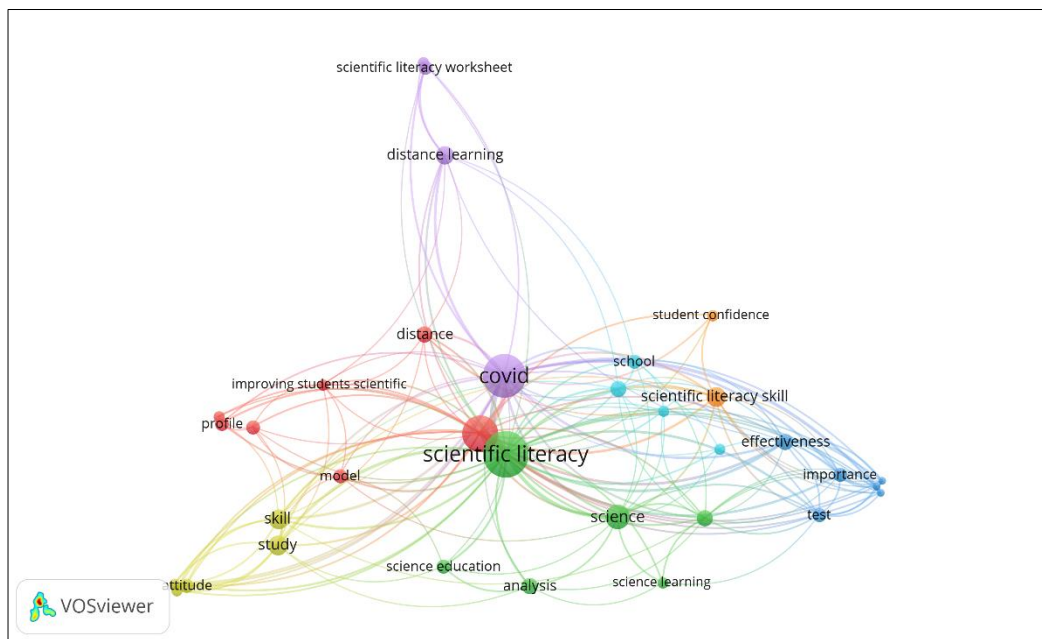 scientific literacy worksheet
distance learning
student confidence
distance
school
covid
improving students scientific
scientific literacy skill
profile
effectiveness
scientific literacy
importance
model
skill
science
test
study
science education
analysis
science learning
attitude
VOSviewer